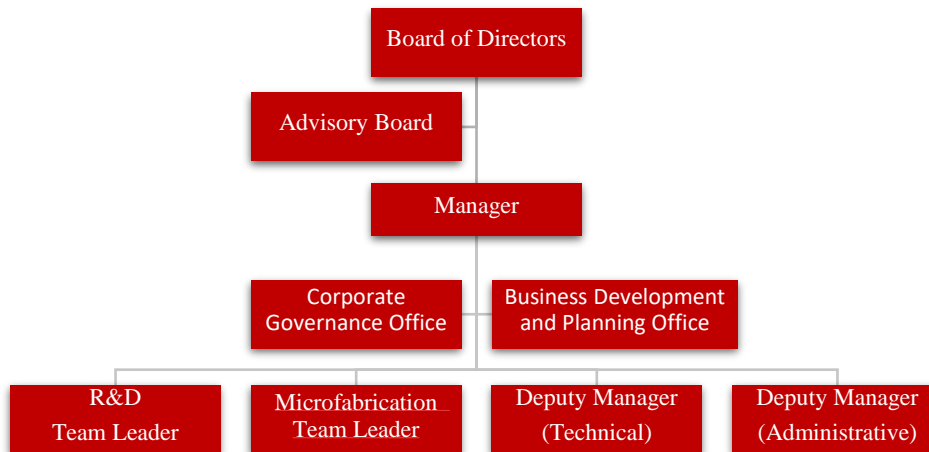 Board of Directors
Advisory Board
Manager
Corporate
Governance Office
Business Development
and Planning Office
R&D
Team Leader
Microfabrication
Team Leader
Deputy Manager
(Technical)
Deputy Manager
(Administrative)